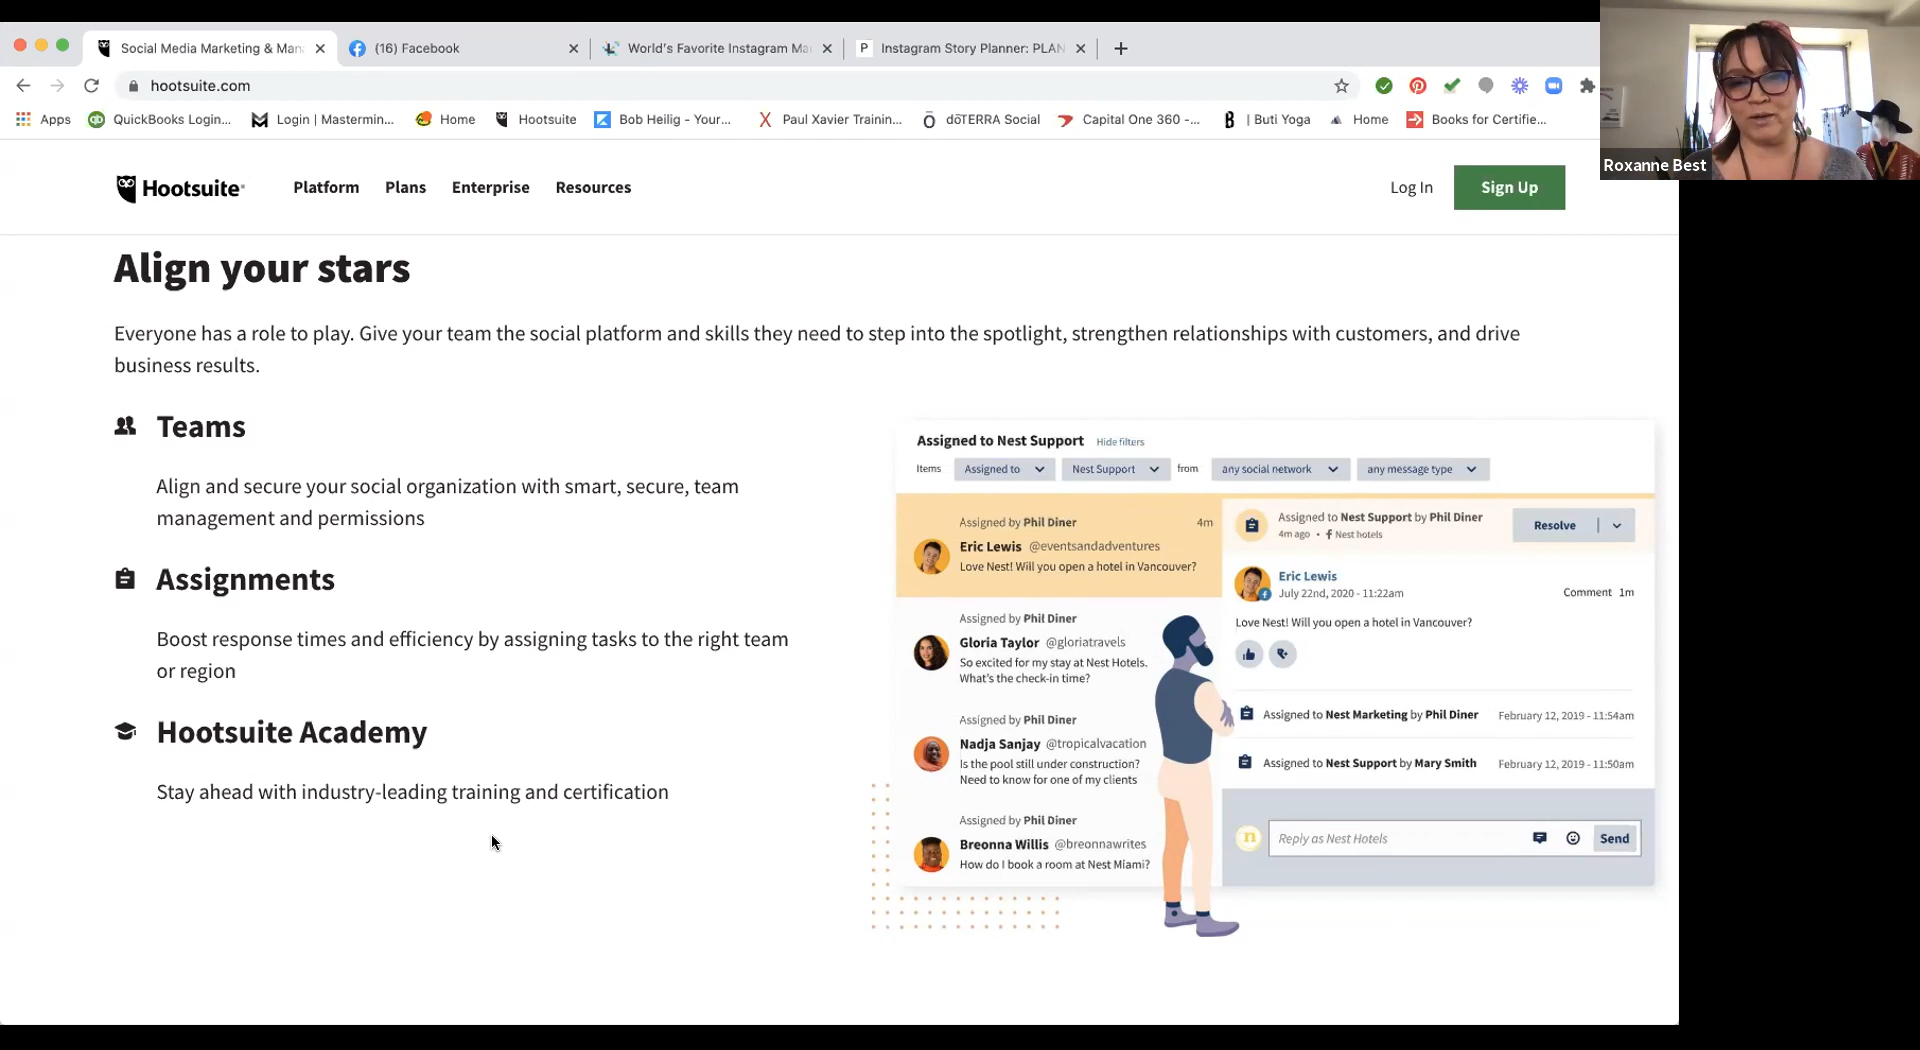 Social Media Marketing & Man
(16) Facebook
World's Favorite Instagram Ma
Instagram Story Planner: PLAN
hootsuite.com
Apps
QuickBooks Login...
Login | Mastermin...
Home
Hootsuite
Bob Heilig - Your...
Paul Xavier Trainin...
dōTERRA Social
Capital One 360 -...
| Buti Yoga
Home
Books for Certifie...
Roxanne Best
Hootsuite
Platform
Plans
Enterprise
Resources
Log In
Sign Up
Align your stars
Everyone has a role to play. Give your team the social platform and skills they need to step into the spotlight, strengthen relationships with customers, and drive
business results.
Teams
Align and secure your social organization with smart, secure, team
management and permissions
Assignments
Boost response times and efficiency by assigning tasks to the right team
or region
Hootsuite Academy
Stay ahead with industry-leading training and certification
Assigned to Nest Support Hide filters
Items Assigned to Nest Support from any social network any message type
Assigned by Phil Diner 4m
Eric Lewis @eventsandadventures
Love Nest! Will you open a hotel in Vancouver?
Assigned by Phil Diner
Gloria Taylor @gloriatravels
So excited for my stay at Nest Hotels.
What's the check-in time?
Assigned by Phil Diner
Nadja Sanjay @tropicalvacation
Is the pool still under construction?
Need to know for one of my clients
Assigned by Phil Diner
Breonna Willis @breonnawrites
How do I book a room at Nest Miami?
Assigned to Nest Support by Phil Diner
4m ago • Nest hotels
Resolve
Eric Lewis
July 22nd, 2020 - 11:22am
Comment 1m
Love Nest! Will you open a hotel in Vancouver?
Assigned to Nest Marketing by Phil Diner February 12, 2019 - 11:54am
Assigned to Nest Support by Mary Smith February 12, 2019 - 11:50am
n
Reply as Nest Hotels
Send